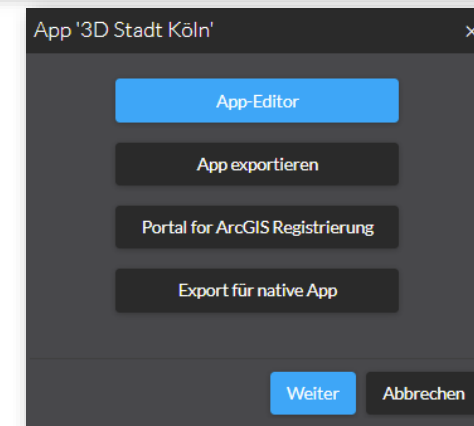 App '3D Stadt Köln'
App-Editor
App exportieren
Portal for ArcGIS Registrierung
Export für native App
Weiter Abbrechen